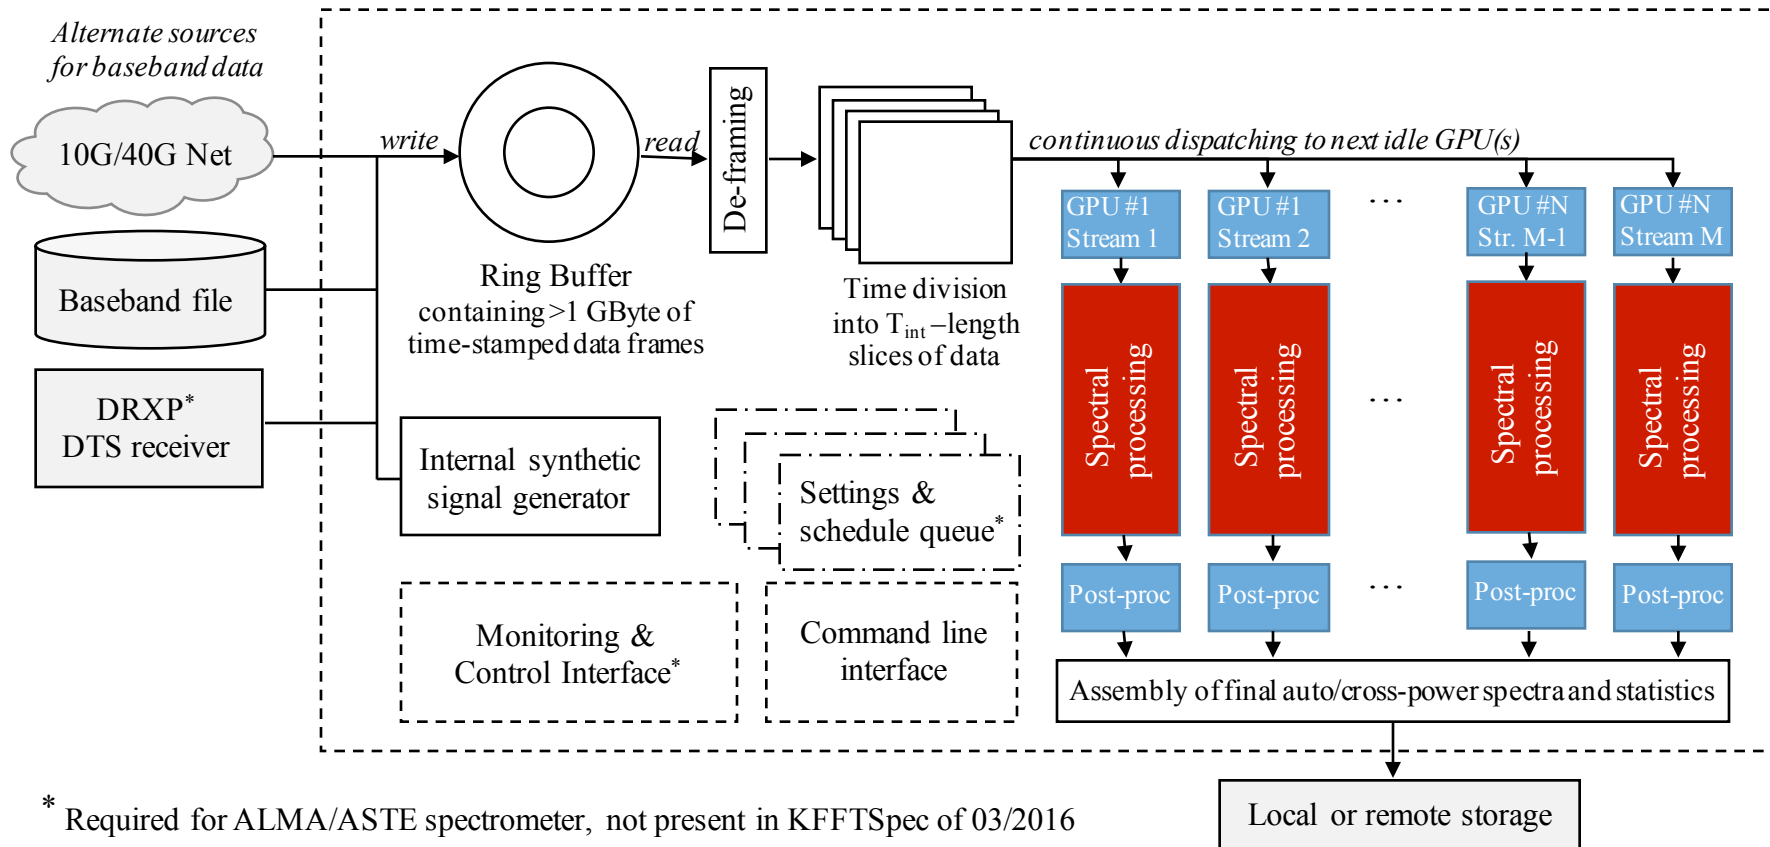 Alternate sources
for baseband data
10G/40G Net
Baseband file
DRXP*
DTS receiver
write
read
Ring Buffer
containing >1 GByte of
time-stamped data frames
De-framing
Time division
into Tint –length
slices of data
continuous dispatching to next idle GPU(s)
GPU #1
Stream 1
GPU #1
Stream 2
...
GPU #N
Str. M-1
GPU #N
Stream M
Spectral
processing
Spectral
processing
...
Spectral
processing
Spectral
processing
Post-proc
Post-proc
...
Post-proc
Post-proc
Internal synthetic
signal generator
Settings &
schedule queue*
Monitoring &
Control Interface*
Command line
interface
Assembly of final auto/cross-power spectra and statistics
Local or remote storage
* Required for ALMA/ASTE spectrometer, not present in KFFTSpec of 03/2016